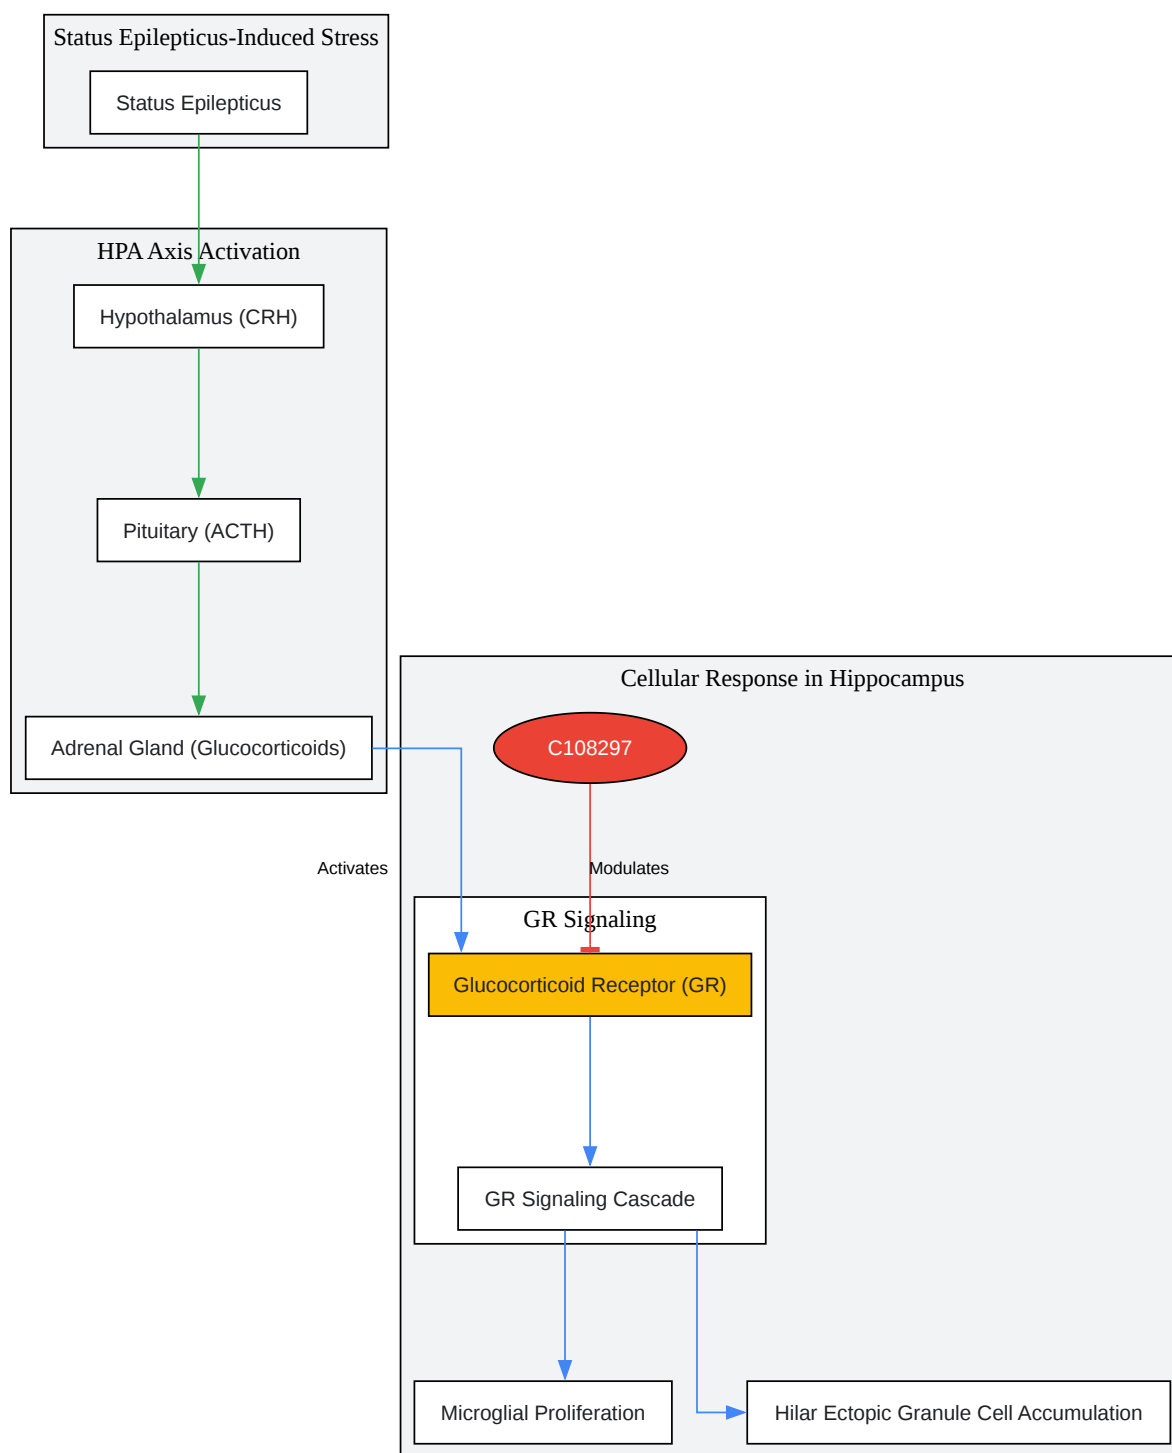 Status Epilepticus-Induced Stress
Status Epilepticus
HPA Axis Activation
Hypothalamus (CRH)
Pituitary (ACTH)
Adrenal Gland (Glucocorticoids)
Cellular Response in Hippocampus
C108297
Activates
Modulates
GR Signaling
Glucocorticoid Receptor (GR)
GR Signaling Cascade
Microglial Proliferation
Hilar Ectopic Granule Cell Accumulation